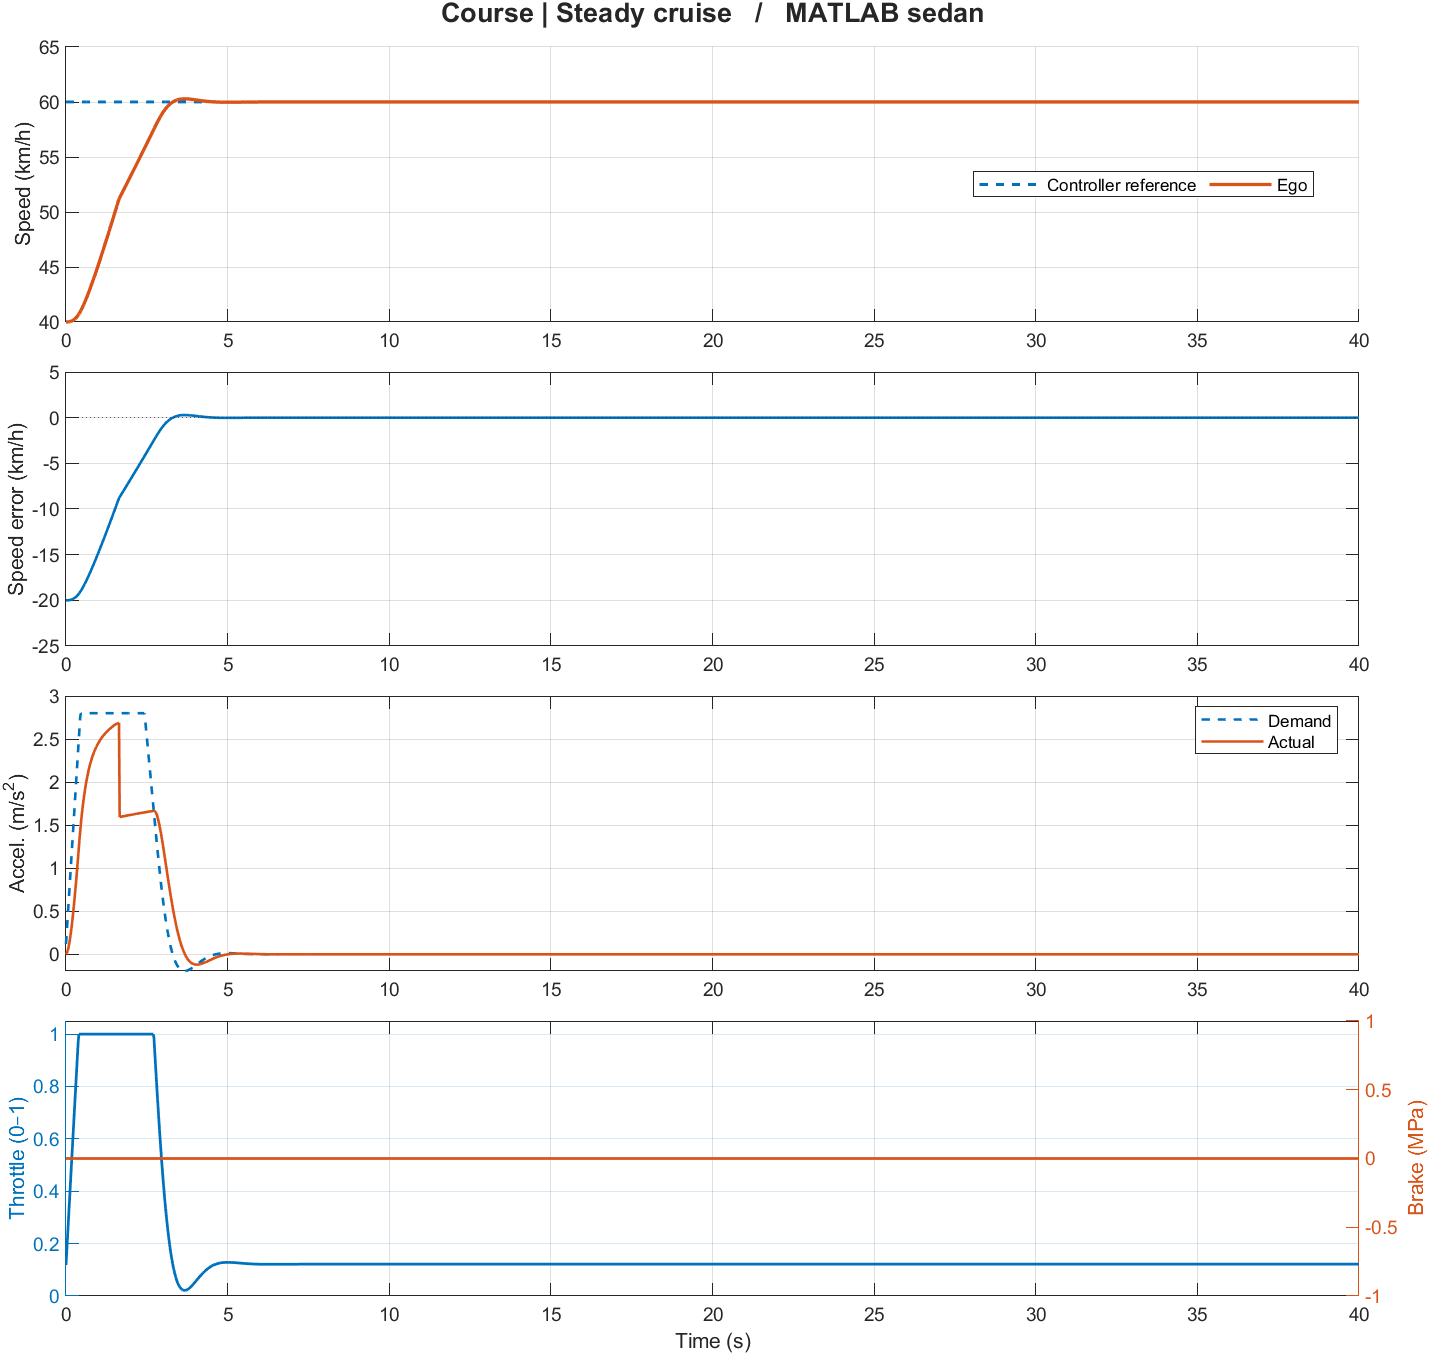 Course | Steady cruise / MATLAB sedan
65
60
55
50
45
40
Speed (km/h)
Controller reference Ego
0 5 10 15 20 25 30 35 40
5
0
-5
-10
-15
-20
-25
Speed error (km/h)
0 5 10 15 20 25 30 35 40
3
2.5
2
1.5
1
0.5
0
Accel. (m/s²)
Demand
Actual
0 5 10 15 20 25 30 35 40
1
0.8
0.6
0.4
0.2
0
Throttle (0–1)
1
0.5
0
-0.5
-1
Brake (MPa)
0 5 10 15 20 25 30 35 40
Time (s)